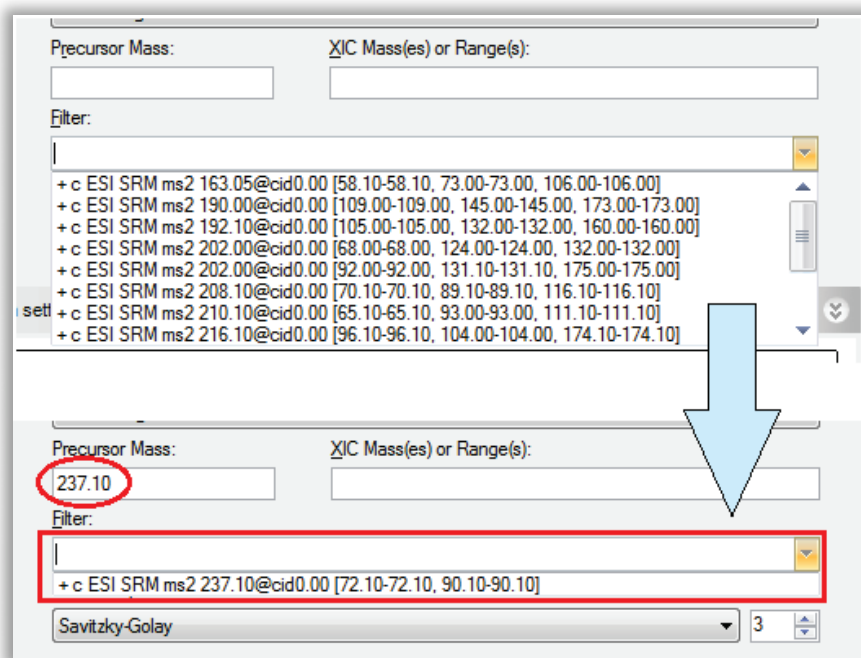 Precursor Mass: XIC Mass(es) or Range(s):
Filter:
+ c ESI SRM ms2 163.05@cid0.00 [58.10-58.10, 73.00-73.00, 106.00-106.00]
+ c ESI SRM ms2 190.00@cid0.00 [109.00-109.00, 145.00-145.00, 173.00-173.00]
+ c ESI SRM ms2 192.10@cid0.00 [105.00-105.00, 132.00-132.00, 160.00-160.00]
+ c ESI SRM ms2 202.00@cid0.00 [68.00-68.00, 124.00-124.00, 132.00-132.00]
+ c ESI SRM ms2 202.00@cid0.00 [92.00-92.00, 131.10-131.10, 175.00-175.00]
+ c ESI SRM ms2 208.10@cid0.00 [70.10-70.10, 89.10-89.10, 116.10-116.10]
sett + c ESI SRM ms2 210.10@cid0.00 [65.10-65.10, 93.00-93.00, 111.10-111.10]
+ c ESI SRM ms2 216.10@cid0.00 [96.10-96.10, 104.00-104.00, 174.10-174.10]
Precursor Mass: XIC Mass(es) or Range(s):
237.10
Filter:
+ c ESI SRM ms2 237.10@cid0.00 [72.10-72.10, 90.10-90.10]
Savitzky-Golay 3